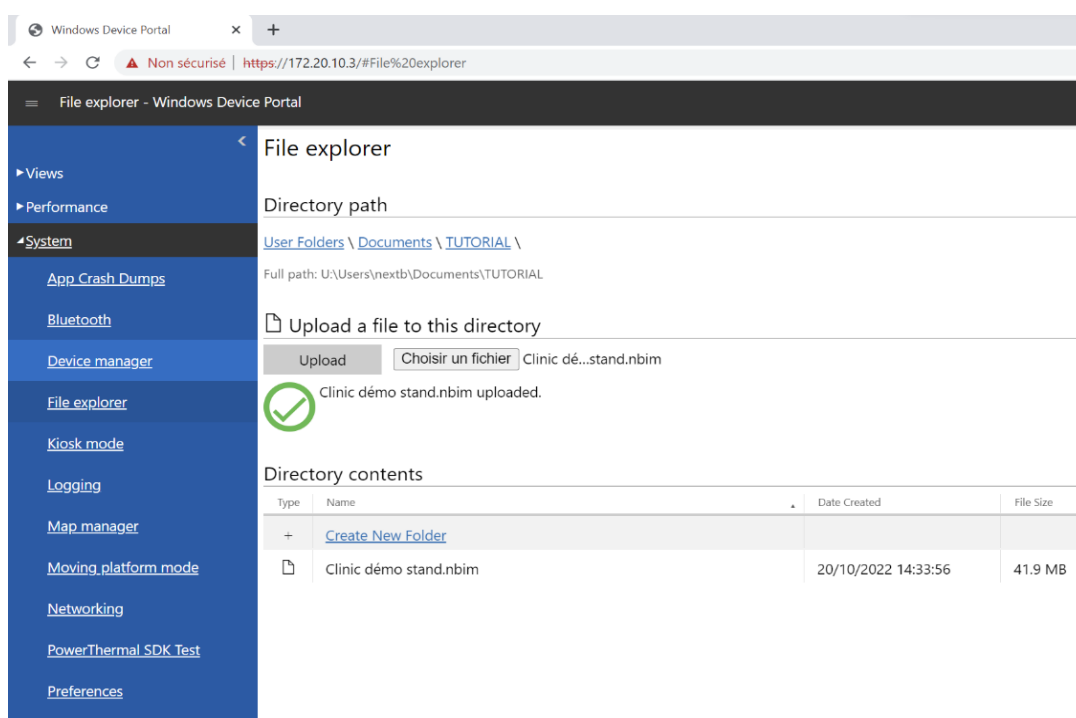 Windows Device Portal
Non sécurisé | https://172.20.10.3/#File%20explorer
File explorer - Windows Device Portal
Views
Performance
System
App Crash Dumps
Bluetooth
Device manager
File explorer
Kiosk mode
Logging
Map manager
Moving platform mode
Networking
PowerThermal SDK Test
Preferences
File explorer
Directory path
User Folders \ Documents \ TUTORIAL \
Full path: U:\Users\nextb\Documents\TUTORIAL
Upload a file to this directory
Upload Choisir un fichier Clinic dé...stand.nbim
Clinic démo stand.nbim uploaded.
Directory contents
Type Name Date Created File Size
+ Create New Folder
Clinic démo stand.nbim 20/10/2022 14:33:56 41.9 MB